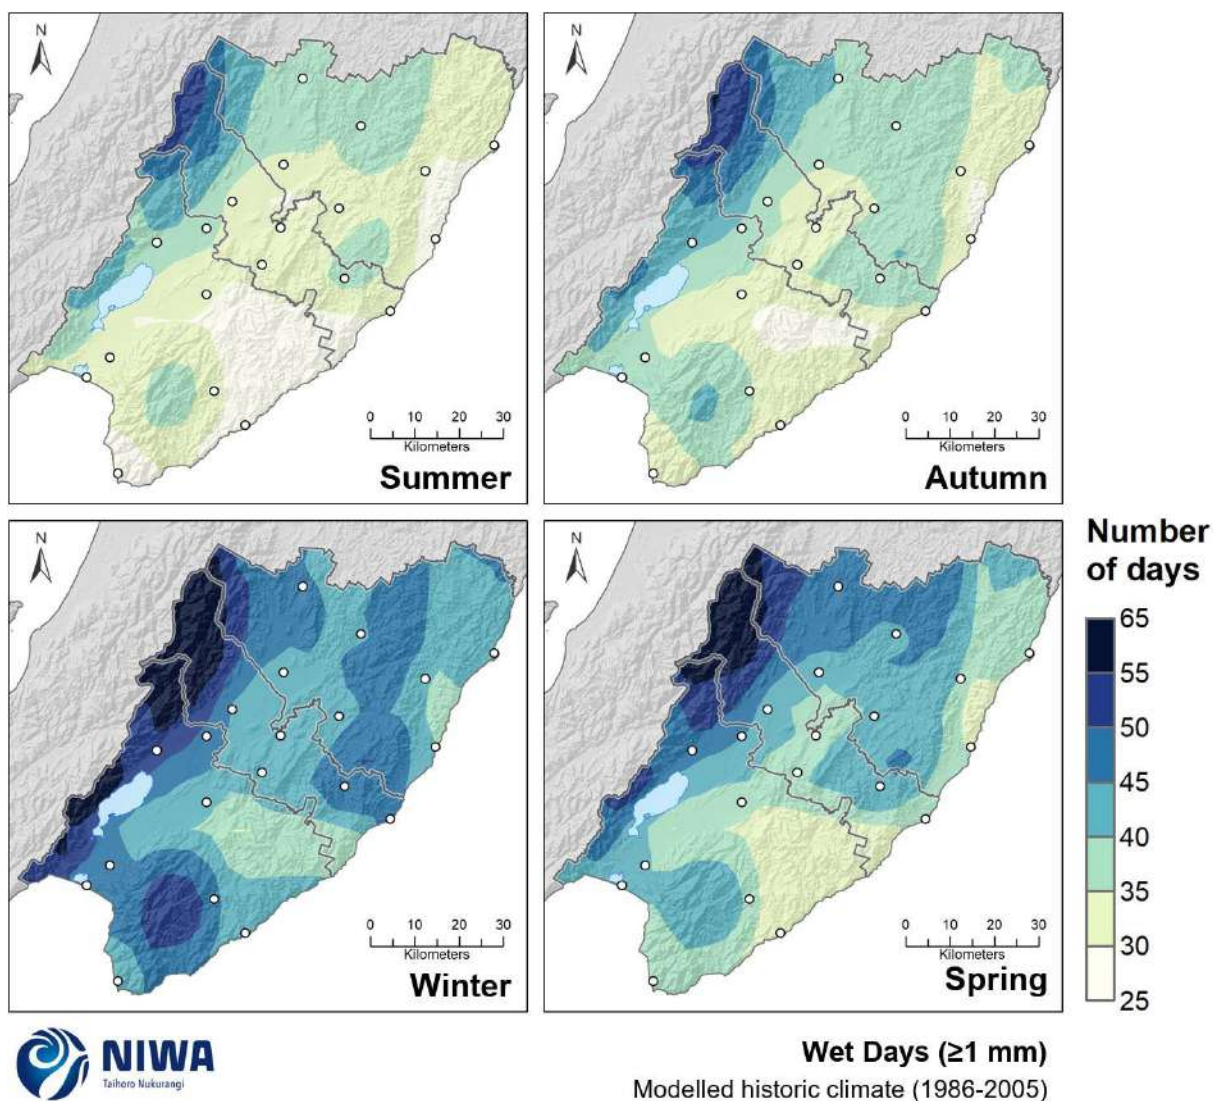 N
0 10 20 30
Kilometers
Summer
N
0 10 20 30
Kilometers
Autumn
N
0 10 20 30
Kilometers
Winter
N
0 10 20 30
Kilometers
Spring
Number
of days
65
55
50
45
40
35
30
25
NIWA
Taihoro Nukurangi
Wet Days (≥1 mm)
Modelled historic climate (1986-2005)